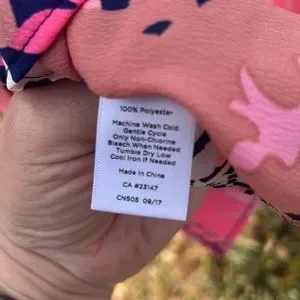 100% Polyester
Machine Wash Cold
Gentle Cycle
Only Non-Chlorine
Bleach When Needed
Tumble Dry Low
Cool Iron If Needed
Made In China
CA #23147
CN505 09/17